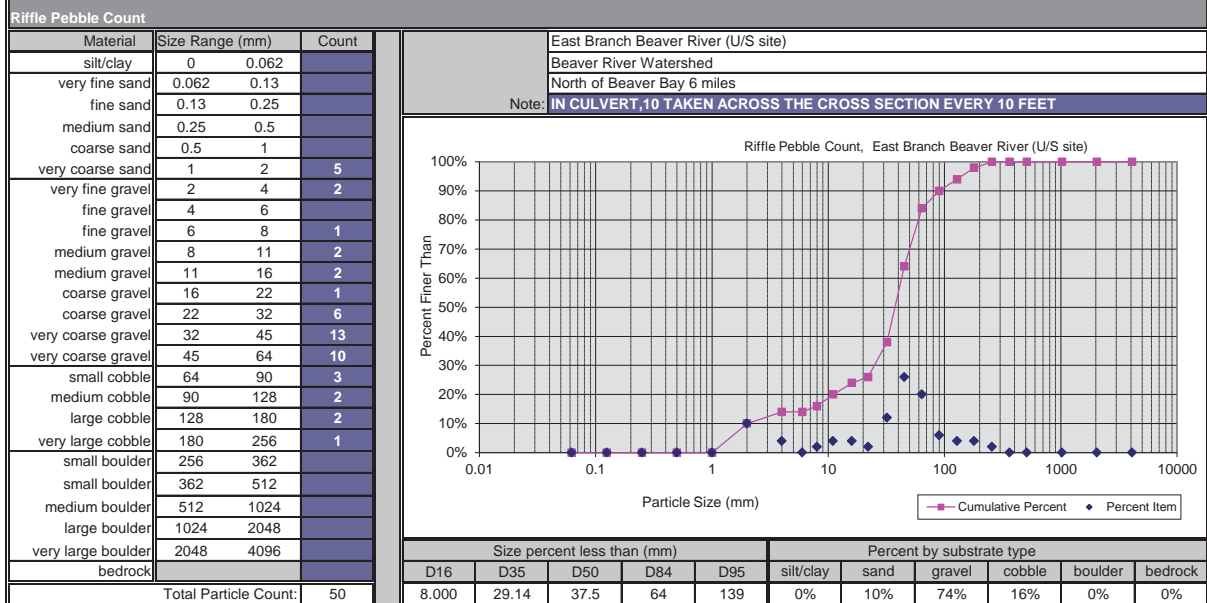 Riffle Pebble Count
Material Size Range (mm) Count
silt/clay 0 0.062
very fine sand 0.062 0.13
fine sand 0.13 0.25
medium sand 0.25 0.5
coarse sand 0.5 1
very coarse sand 1 2 5
very fine gravel 2 4 2
fine gravel 4 6
fine gravel 6 8 1
medium gravel 8 11 2
medium gravel 11 16 2
coarse gravel 16 22 1
coarse gravel 22 32 6
very coarse gravel 32 45 13
very coarse gravel 45 64 10
small cobble 64 90 3
medium cobble 90 128 2
large cobble 128 180 2
very large cobble 180 256 1
small boulder 256 362
small boulder 362 512
medium boulder 512 1024
large boulder 1024 2048
very large boulder 2048 4096
bedrock
Total Particle Count: 50
East Branch Beaver River (U/S site)
Beaver River Watershed
North of Beaver Bay 6 miles
Note: IN CULVERT,10 TAKEN ACROSS THE CROSS SECTION EVERY 10 FEET
Riffle Pebble Count, East Branch Beaver River (U/S site)
Percent Finer Than
100%
90%
80%
70%
60%
50%
40%
30%
20%
10%
0%
0.01 0.1 1 10 100 1000 10000
Particle Size (mm)
Cumulative Percent Percent Item
Size percent less than (mm) Percent by substrate type
D16 D35 D50 D84 D95 silt/clay sand gravel cobble boulder bedrock
8.000 29.14 37.5 64 139 0% 10% 74% 16% 0% 0%